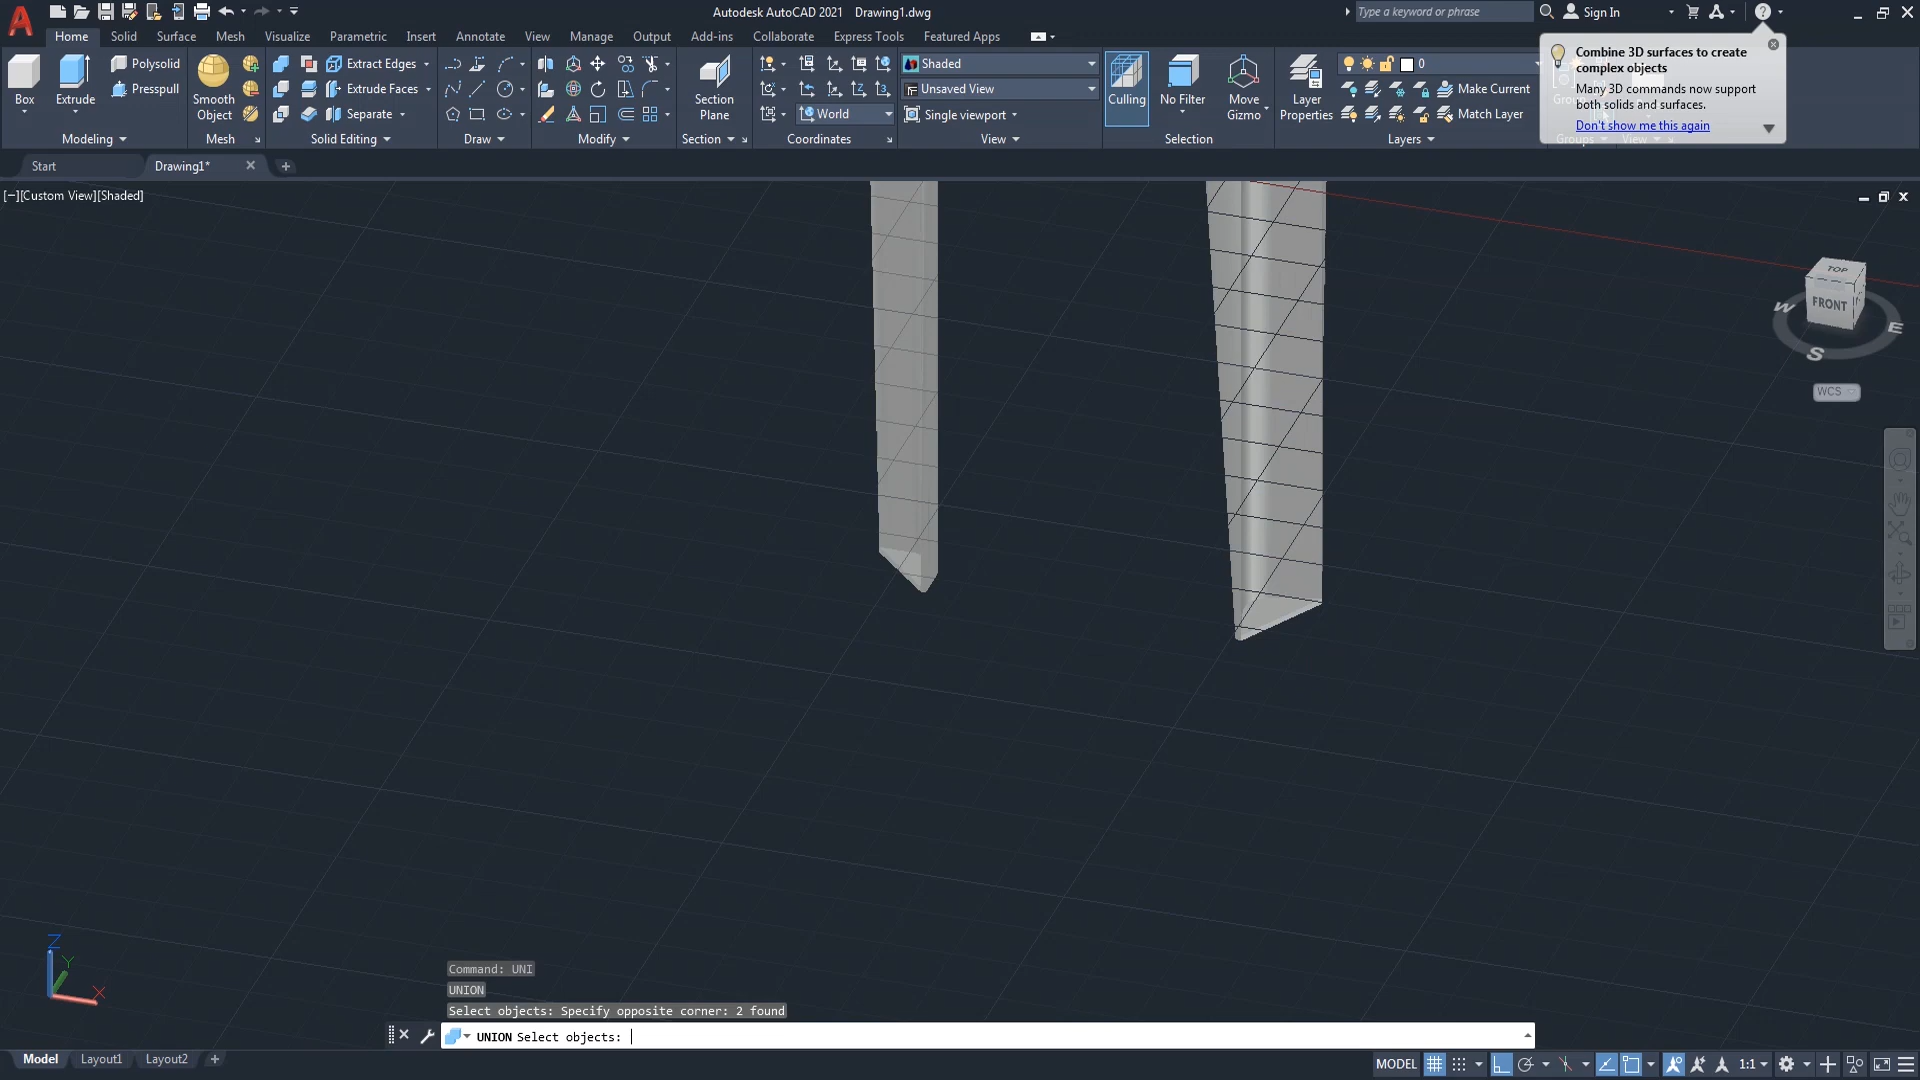 Autodesk AutoCAD 2021 Drawing1.dwg
Type a keyword or phrase
Sign In
Home Solid Surface Mesh Visualize Parametric Insert Annotate View Manage Output Add-ins Collaborate Express Tools Featured Apps
Box
Extrude
Polysolid
Presspull
Modeling
Smooth
Object
Mesh
Extract Edges
Extrude Faces
Separate
Solid Editing
Draw
Modify
Section
Plane
Section
World
Coordinates
Shaded
Unsaved View
Single viewport
View
Culling
No Filter
Move
Gizmo
Selection
Layer
Properties
0
Make Current
Match Layer
Layers
Combine 3D surfaces to create
complex objects
Many 3D commands now support
both solids and surfaces.
Don't show me this again
Groups
View
Start
Drawing1*
[−][Custom View][Shaded]
TOP
FRONT
W
E
S
WCS
Z
Y
X
Command: UNI
UNION
Select objects: Specify opposite corner: 2 found
UNION Select objects:
Model Layout1 Layout2
MODEL
1:1